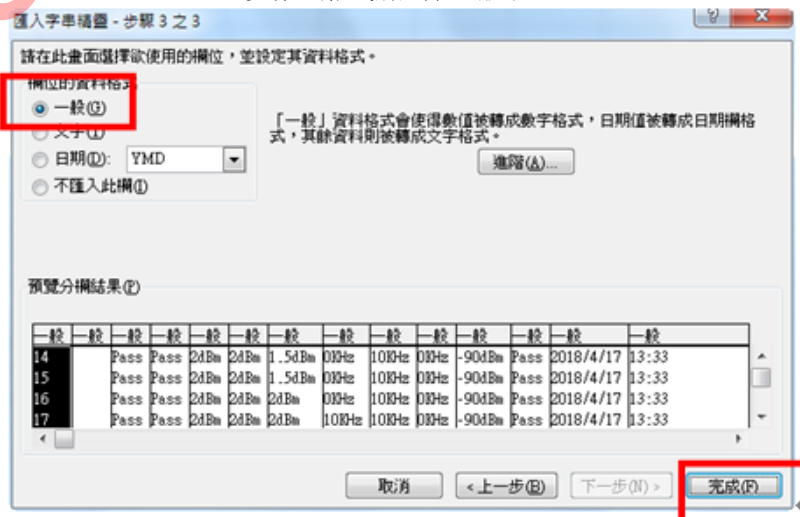 匯入字串精靈 - 步驟 3 之 3
請在此畫面選擇欲使用的欄位，並設定其資料格式。
欄位的資料格式
一般(G)
文字(T)
日期(D): YMD
不匯入此欄(I)
「一般」資料格式會使得數值被轉成數字格式，日期值被轉成日期欄格
式，其餘資料則被轉成文字格式。
進階(A)...
預覽分欄結果(P)
一般 一般 一般 一般 一般 一般 一般 一般 一般 一般 一般 一般 一般 一般
14 Pass Pass 2dBm 2dBm 1.5dBm 0KHz 10KHz 0KHz -90dBm Pass 2018/4/17 13:33
15 Pass Pass 2dBm 2dBm 1.5dBm 0KHz 10KHz 0KHz -90dBm Pass 2018/4/17 13:33
16 Pass Pass 2dBm 2dBm 2dBm 0KHz 10KHz 0KHz -90dBm Pass 2018/4/17 13:33
17 Pass Pass 2dBm 2dBm 2dBm 10KHz 10KHz 0KHz -90dBm Pass 2018/4/17 13:33
取消 <上一步(B) 下一步(N)> 完成(F)